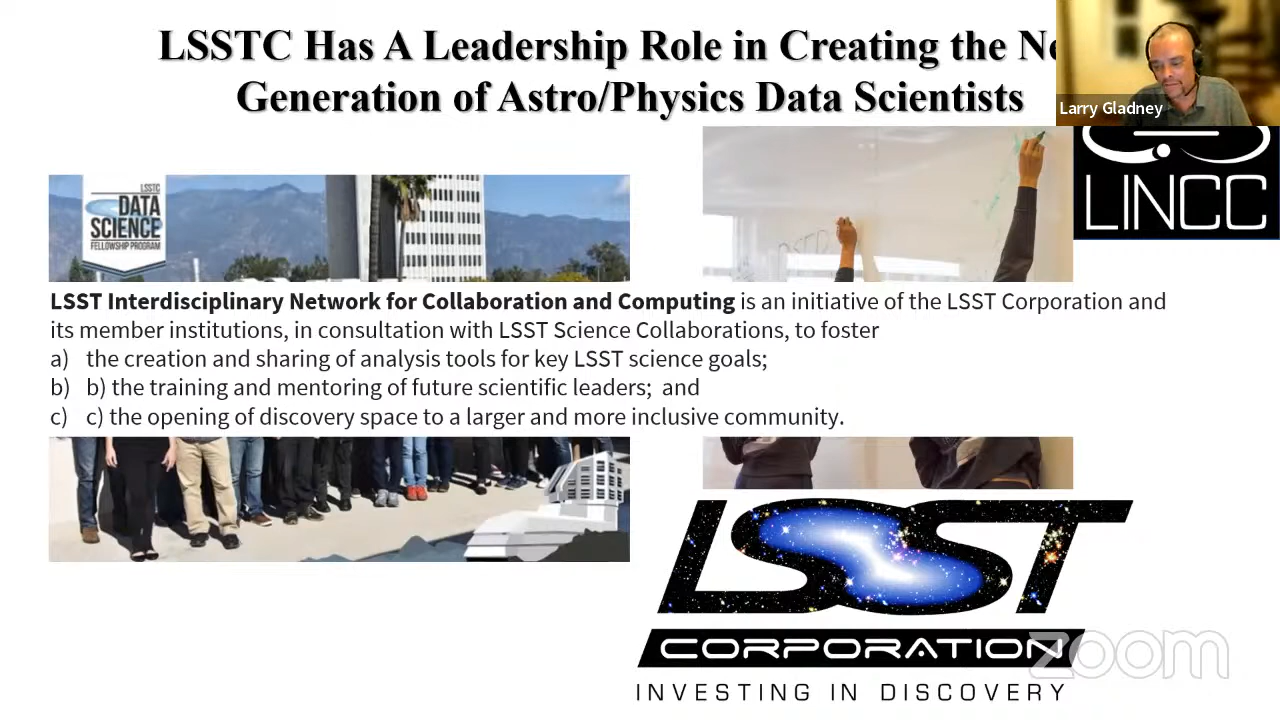 LSSTC Has A Leadership Role in Creating the Ne
Generation of Astro/Physics Data Scientists
Larry Gladney
LSSTC
DATA
SCIENCE
FELLOWSHIP PROGRAM
LINCC
LSST Interdisciplinary Network for Collaboration and Computing is an initiative of the LSST Corporation and
its member institutions, in consultation with LSST Science Collaborations, to foster
a) the creation and sharing of analysis tools for key LSST science goals;
b) b) the training and mentoring of future scientific leaders; and
c) c) the opening of discovery space to a larger and more inclusive community.
LSST
CORPORATION
zoom
INVESTING IN DISCOVERY